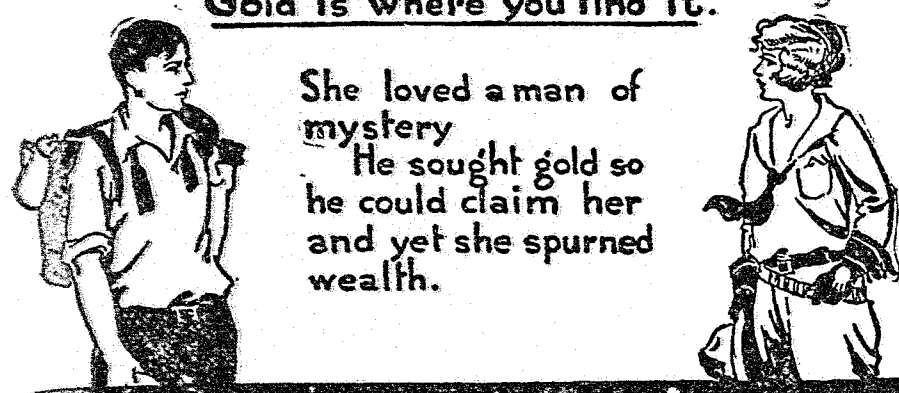 Gold is where you find it.
She loved a man of
mystery
He sought gold so
he could claim her
and yet she spurned
wealth.